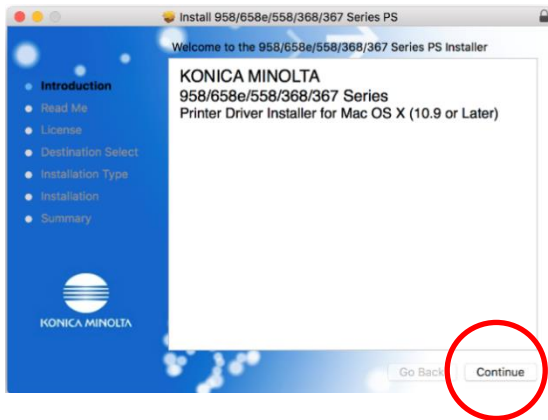 Install 958/658e/558/368/367 Series PS
Welcome to the 958/658e/558/368/367 Series PS Installer
Introduction
Read Me
License
Destination Select
Installation Type
Installation
Summary
KONICA MINOLTA
KONICA MINOLTA
958/658e/558/368/367 Series
Printer Driver Installer for Mac OS X (10.9 or Later)
Go Back
Continue